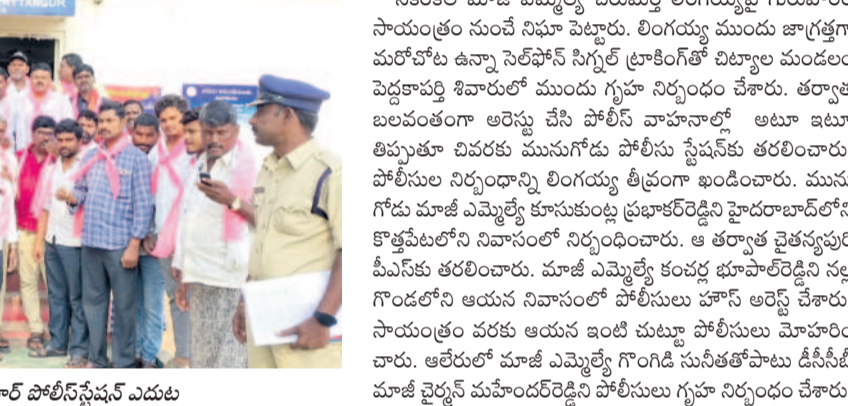 సాయంత్రం నుంచే నిఘా పెట్టారు. లింగయ్య ముందు జాగ్రత్తగా
మరోచోట ఉన్నా సెల్‌ఫోన్ సిగ్నల్ ట్రాకింగ్‌తో చిట్యాల మండలం
పెద్దకాపర్తి శివారులో ముందు గృహ నిర్బంధం చేశారు. తర్వాత
బలవంతంగా అరెస్టు చేసి పోలీస్ వాహనాల్లో అటూ ఇటూ
తిప్పుతూ చివరకు మునుగోడు పోలీసు స్టేషన్‌కు తరలించారు.
పోలీసుల నిర్బంధాన్ని లింగయ్య తీవ్రంగా ఖండించారు. మును
గోడు మాజీ ఎమ్మెల్యే కూసుకుంట్ల ప్రభాకర్‌రెడ్డిని హైదరాబాద్‌లోని
కొత్తపేటలోని నివాసంలో నిర్బంధించారు. ఆ తర్వాత చైతన్యపురి
పీఎస్‌కు తరలించారు. మాజీ ఎమ్మెల్యే కంచర్ల భూపాల్‌రెడ్డిని నల్ల
గొండలోని ఆయన నివాసంలో పోలీసులు హౌస్ అరెస్ట్ చేశారు.
సాయంత్రం వరకు ఆయన ఇంటి చుట్టూ పోలీసులు మోహరిం
చారు. ఆలేరులో మాజీ ఎమ్మెల్యే గొంగిడి సునీతతోపాటు డీసీసీబీ
మాజీ చైర్మన్ మహేందర్‌రెడ్డిని పోలీసులు గృహ నిర్బంధం చేశారు.
పోలీస్‌స్టేషన్ ఎదుట